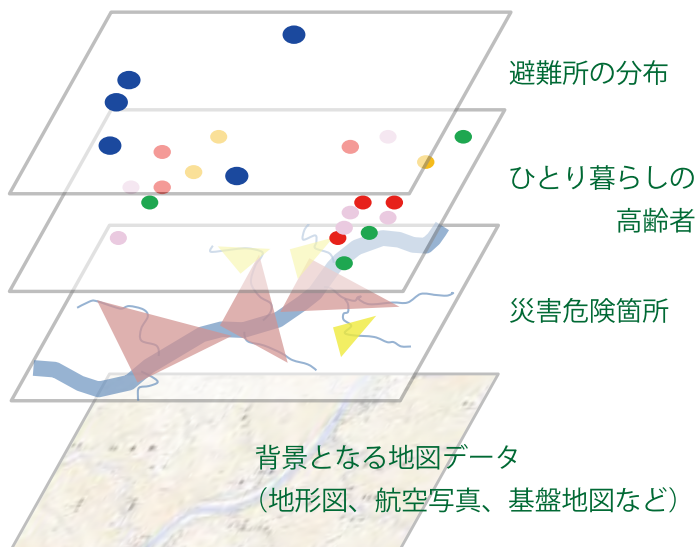 避難所の分布
ひとり暮らしの
高齢者
災害危険箇所
背景となる地図データ
（地形図、航空写真、基盤地図など）